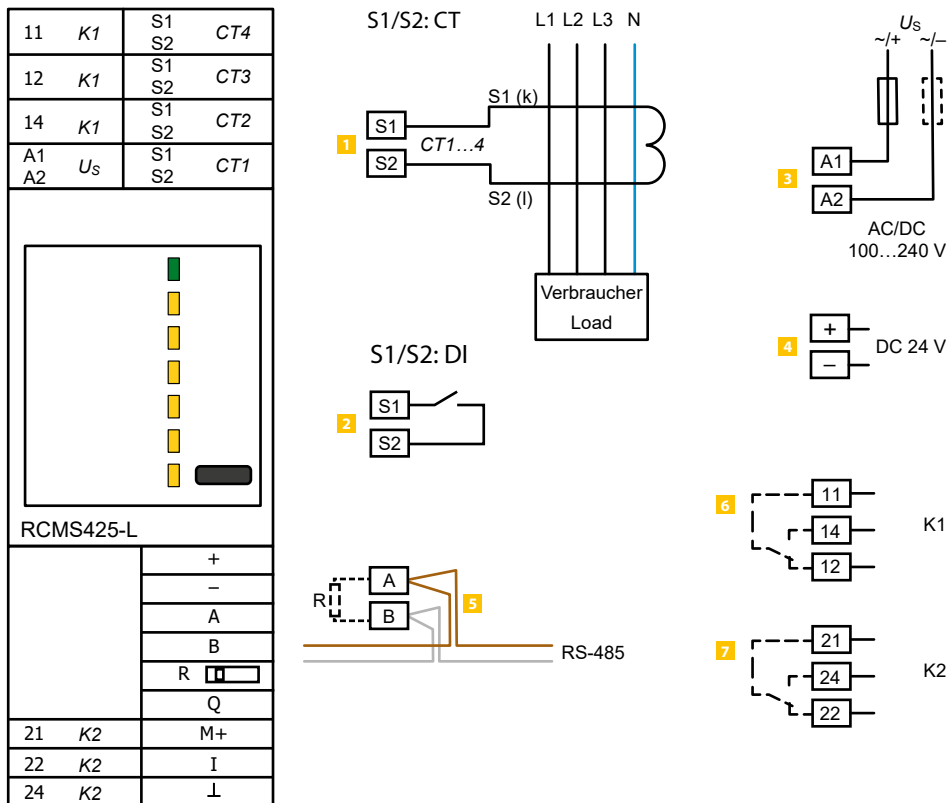 11 K1 S1 S2 CT4
12 K1 S1 S2 CT3
14 K1 S1 S2 CT2
A1 A2 Us S1 S2 CT1
RCMS425-L
+
–
A
B
R
Q
21 K2 M+
22 K2 I
24 K2 ⊥
S1/S2: CT
L1 L2 L3 N
S1 (k)
1 S1 CT1...4
S2
S2 (l)
Verbraucher
Load
S1/S2: DI
2 S1
S2
R A 5
B
RS-485
Us
~/+ ~/–
3 A1
A2
AC/DC
100...240 V
4 + DC 24 V
–
6 11
14 K1
12
7 21
24 K2
22